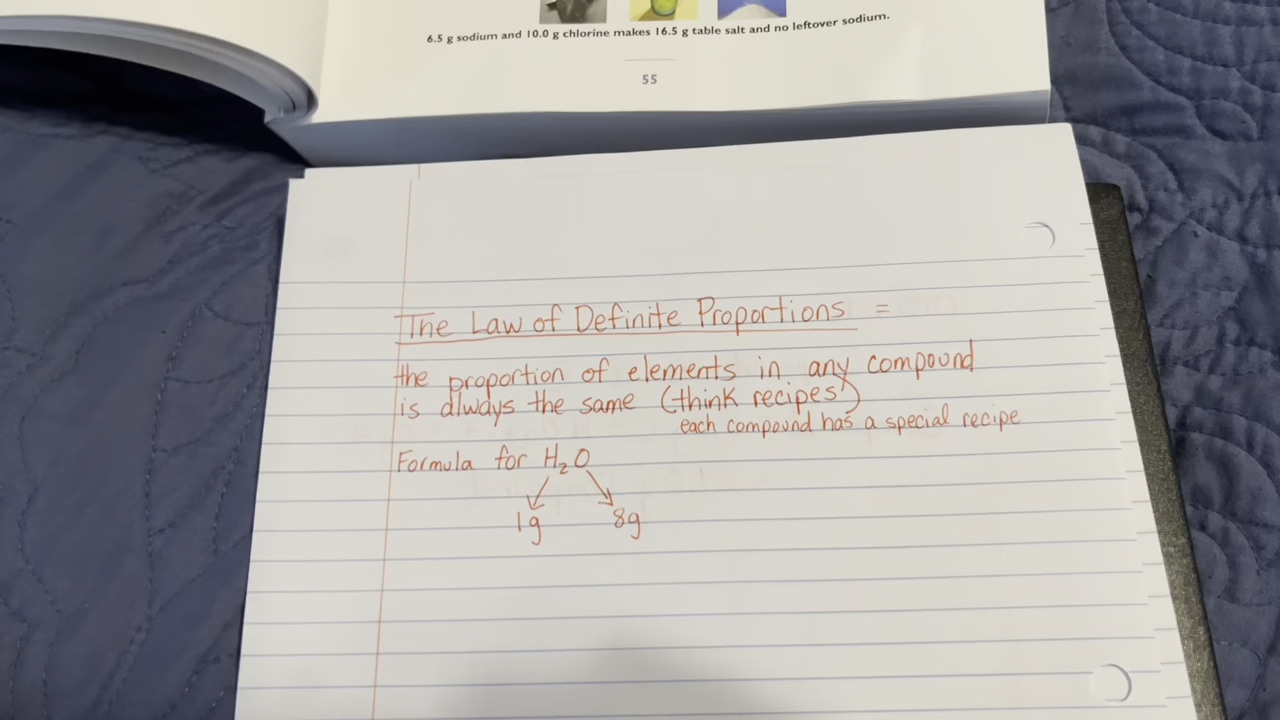 6.5 g sodium and 10.0 g chlorine makes 16.5 g table salt and no leftover sodium.
55
The Law of Definite Proportions =
the proportion of elements in any compound
is always the same (think recipes)
each compound has a special recipe
Formula for H₂O
1g 8g